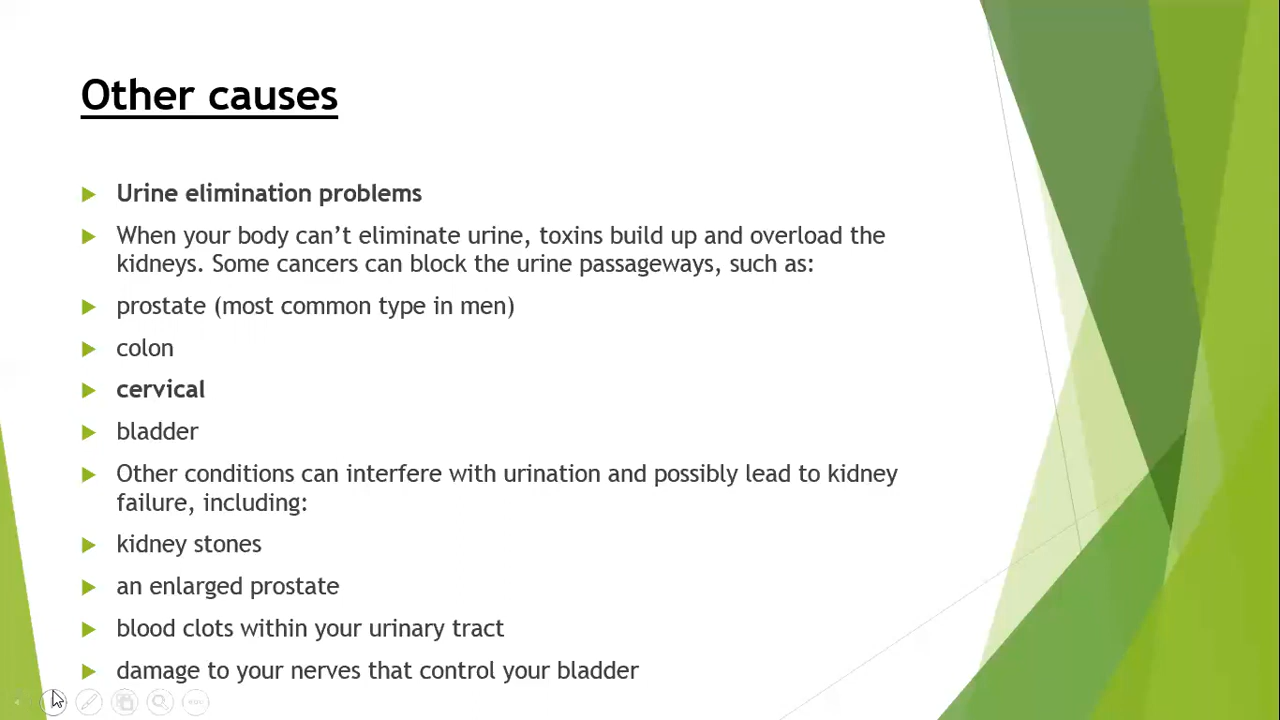 Other causes
Urine elimination problems
When your body can’t eliminate urine, toxins build up and overload the
kidneys. Some cancers can block the urine passageways, such as:
prostate (most common type in men)
colon
cervical
bladder
Other conditions can interfere with urination and possibly lead to kidney
failure, including:
kidney stones
an enlarged prostate
blood clots within your urinary tract
damage to your nerves that control your bladder